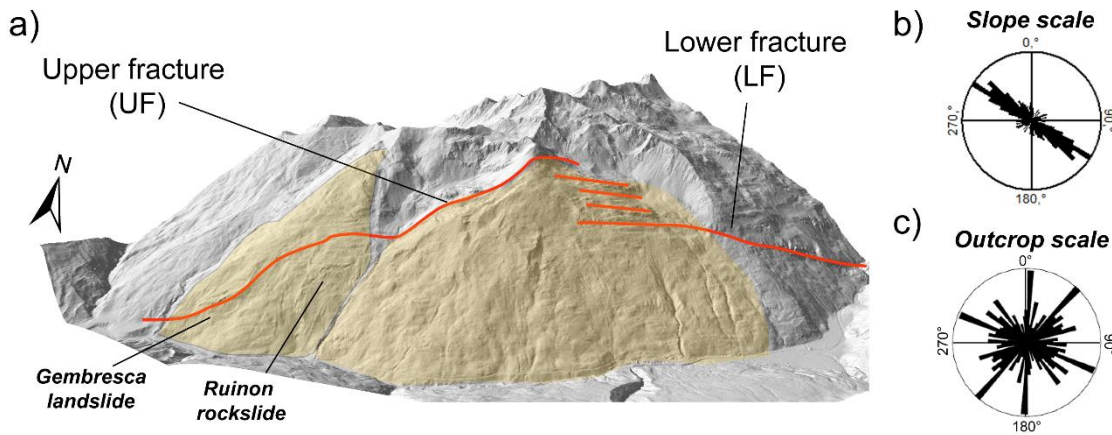 a)
Upper fracture
(UF)
Lower fracture
(LF)
N
Gembresca
landslide
Ruinon
rockslide
b)
Slope scale
0,°
270,°
90,°
180,°
c)
Outcrop scale
0°
270°
90°
180°